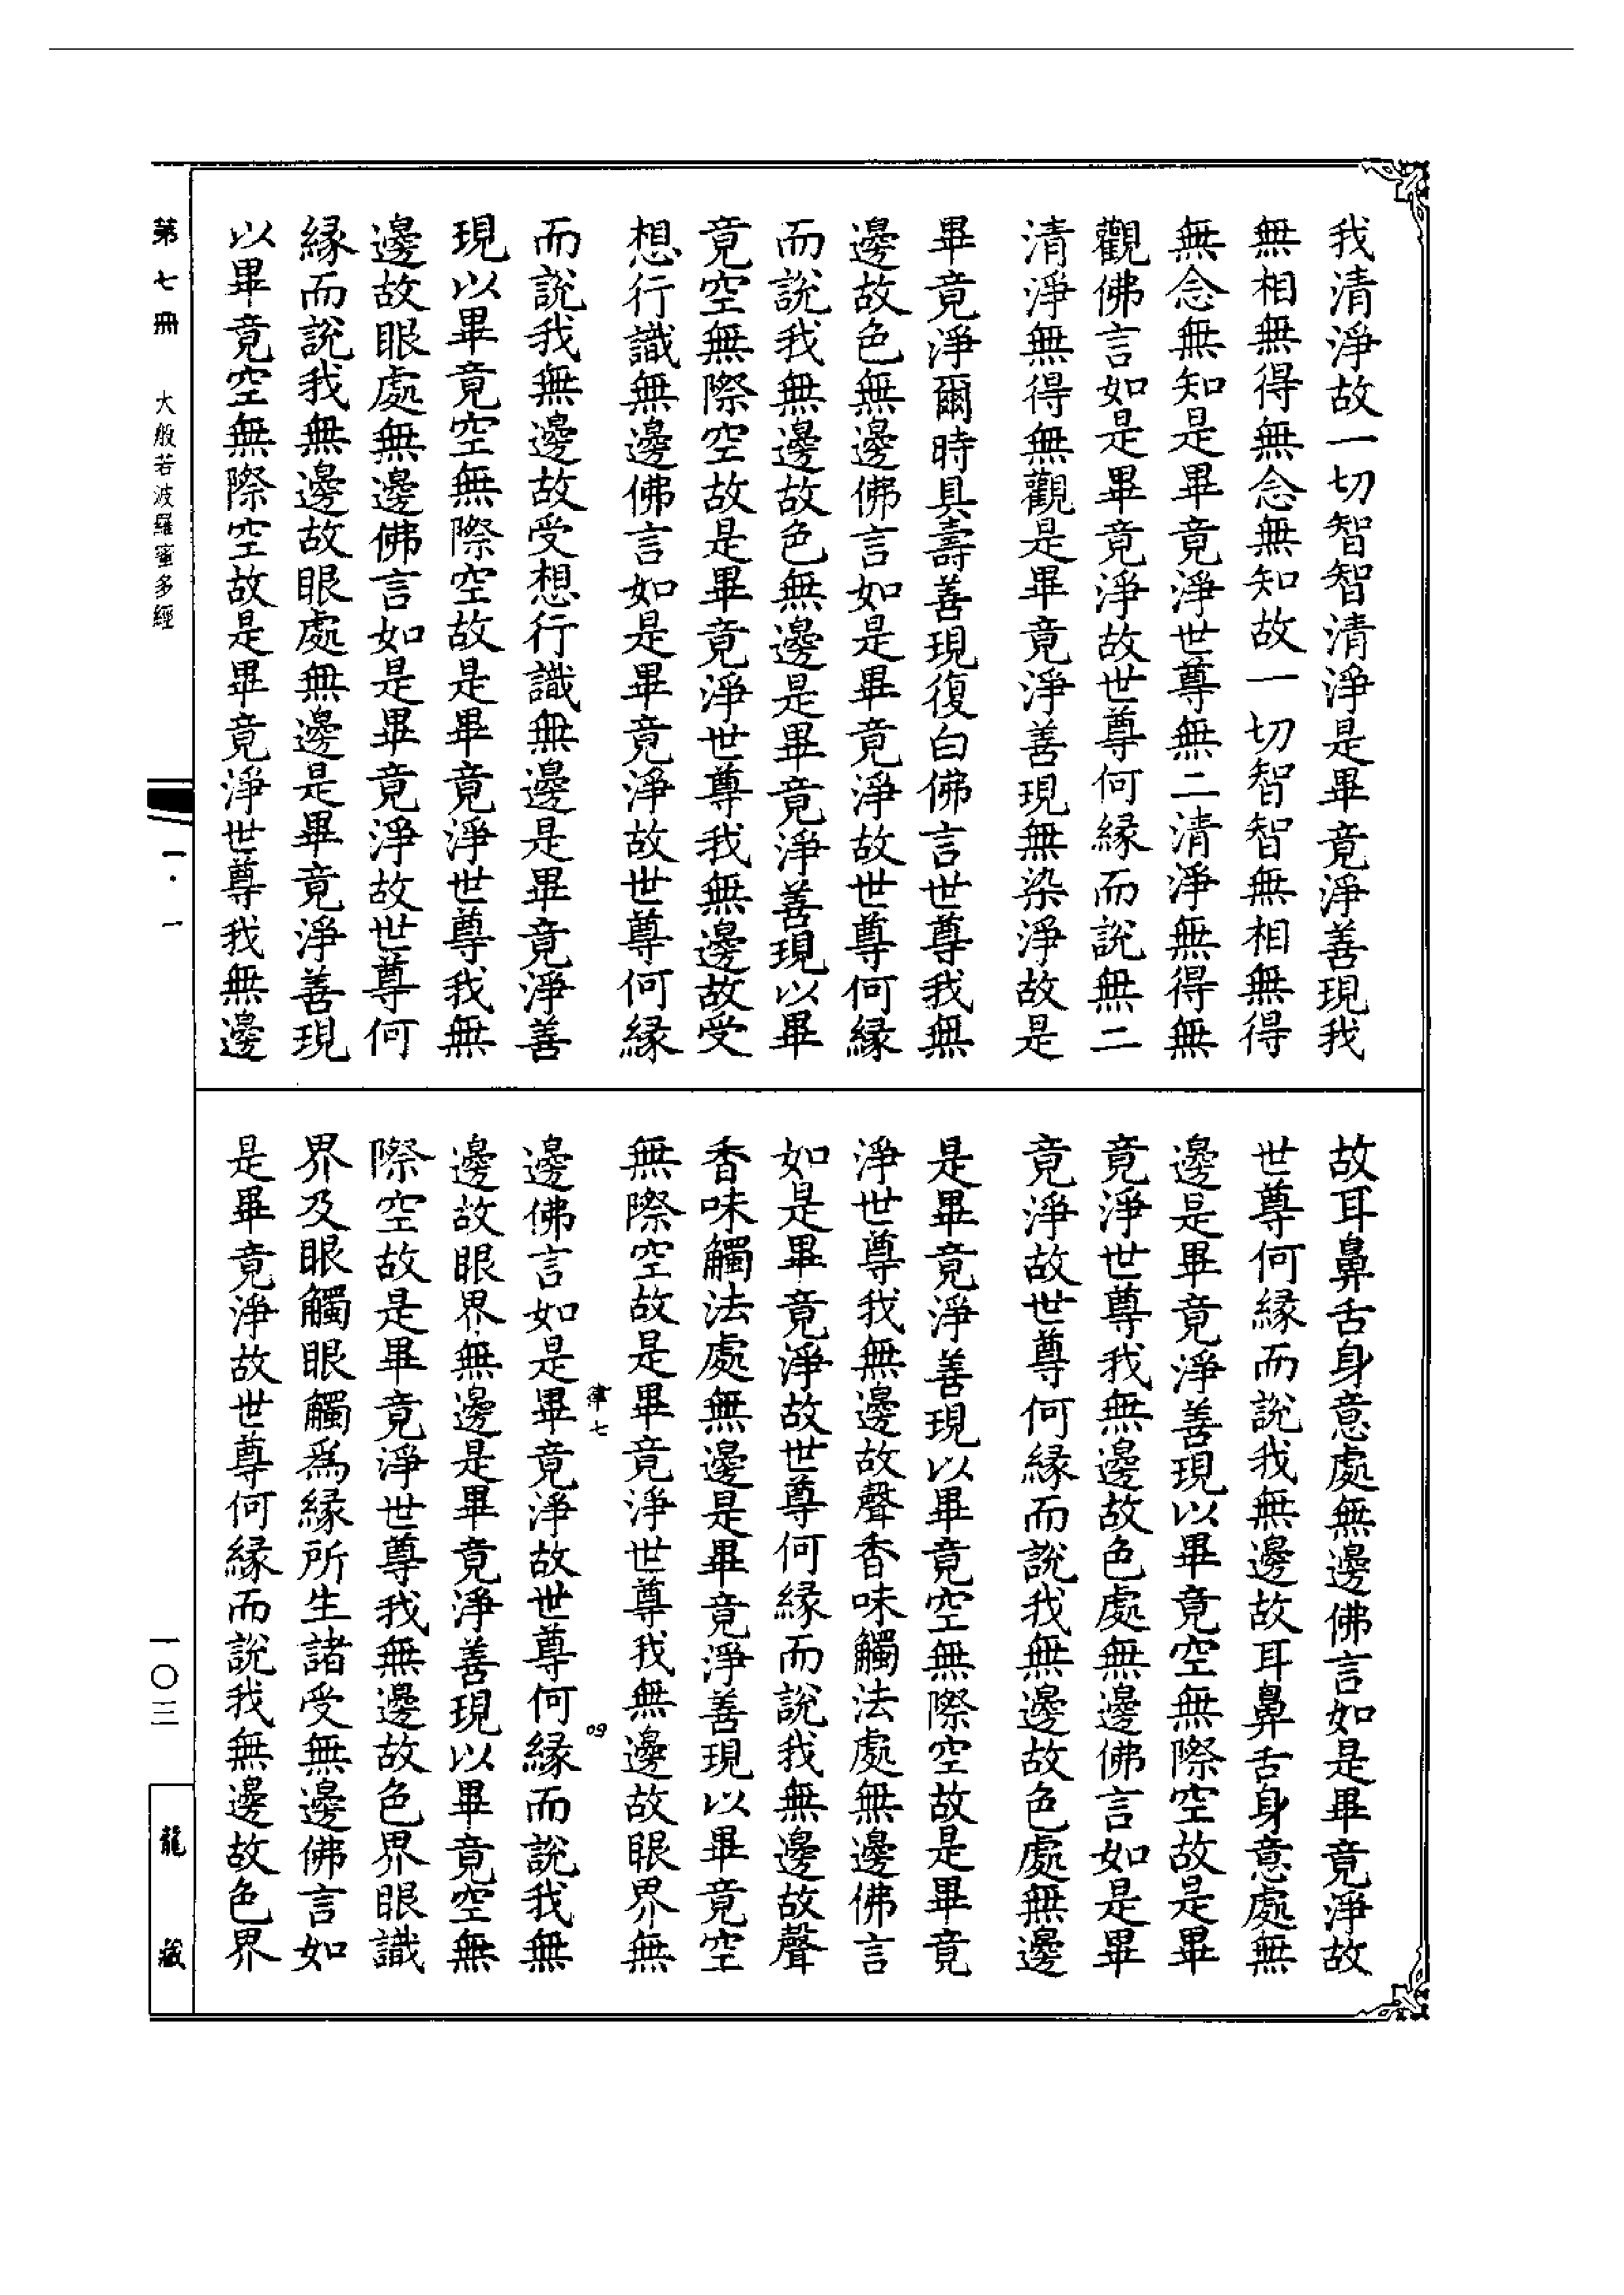 我清淨故一切智智清淨是畢竟淨善現我
無相無得無念無知故一切智智無相無得
無念無知是畢竟淨世尊無二清淨無得無
觀佛言如是畢竟淨故世尊何緣而說無二
清淨無得無觀是畢竟淨善現無染淨故是
畢竟淨爾時具壽善現復白佛言世尊我無
邊故色無邊佛言如是畢竟淨故世尊何緣
而說我無邊故色無邊是畢竟淨善現以畢
竟空無際空故是畢竟淨世尊我無邊故受
想行識無邊佛言如是畢竟淨故世尊何緣
而說我無邊故受想行識無邊是畢竟淨善
現以畢竟空無際空故是畢竟淨世尊我無
邊故眼處無邊佛言如是畢竟淨故世尊何
緣而說我無邊故眼處無邊是畢竟淨善現
以畢竟空無際空故是畢竟淨世尊我無邊
故耳鼻舌身意處無邊佛言如是畢竟淨故
世尊何緣而說我無邊故耳鼻舌身意處無
邊是畢竟淨善現以畢竟空無際空故是畢
竟淨世尊我無邊故色處無邊佛言如是畢
竟淨故世尊何緣而說我無邊故色處無邊
是畢竟淨善現以畢竟空無際空故是畢竟
淨世尊我無邊故聲香味觸法處無邊佛言
如是畢竟淨故世尊何緣而說我無邊故聲
香味觸法處無邊是畢竟淨善現以畢竟空
無際空故是畢竟淨世尊我無邊故眼界無
律七 09
邊佛言如是畢竟淨故世尊何緣而說我無
邊故眼界無邊是畢竟淨善現以畢竟空無
際空故是畢竟淨世尊我無邊故色界眼識
界及眼觸眼觸為緣所生諸受無邊佛言如
是畢竟淨故世尊何緣而說我無邊故色界
第七冊 大般若波羅蜜多經 一·一 一〇三 龍藏